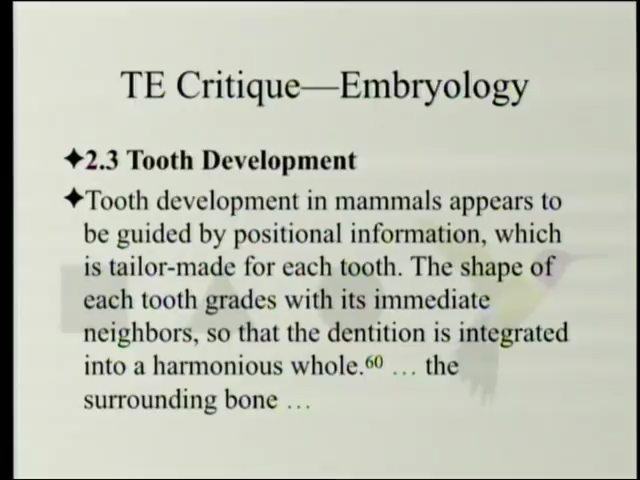 TE Critique—Embryology
✦2.3 Tooth Development
✦Tooth development in mammals appears to
be guided by positional information, which
is tailor-made for each tooth. The shape of
each tooth grades with its immediate
neighbors, so that the dentition is integrated
into a harmonious whole.⁶⁰ … the
surrounding bone …